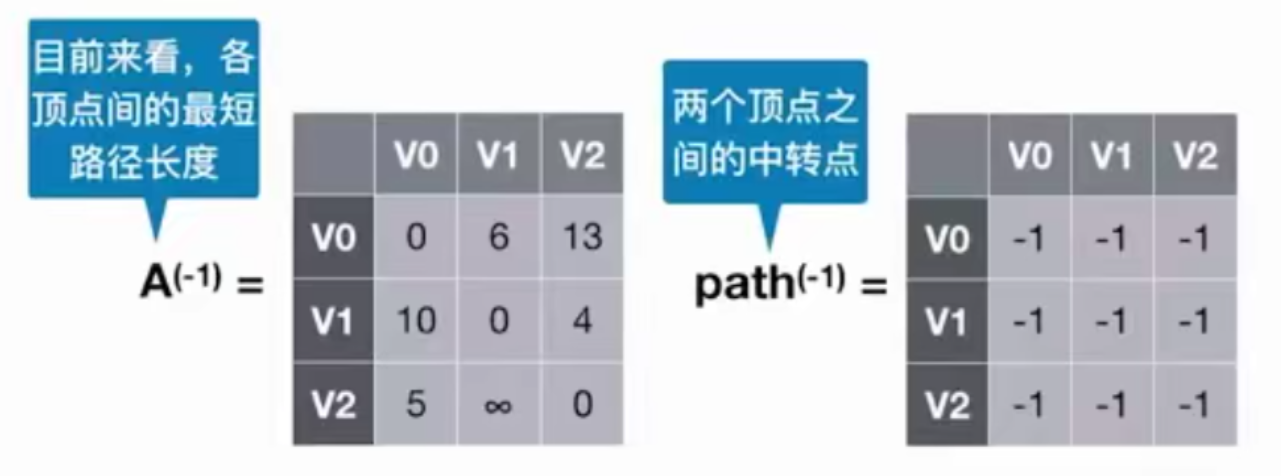 目前来看，各
顶点间的最短
路径长度
A(-1) =
V0 V1 V2
V0 0 6 13
V1 10 0 4
V2 5 ∞ 0
两个顶点之
间的中转点
path(-1) =
V0 V1 V2
V0 -1 -1 -1
V1 -1 -1 -1
V2 -1 -1 -1